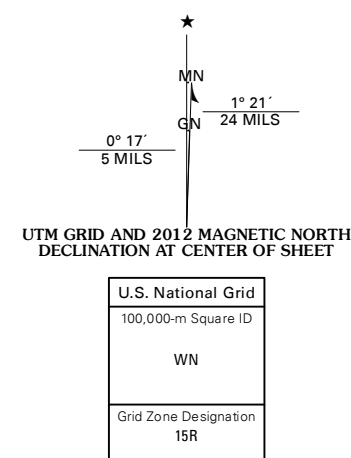 ★
MN
1° 21´
24 MILS
GN
0° 17´
5 MILS
UTM GRID AND 2012 MAGNETIC NORTH
DECLINATION AT CENTER OF SHEET
U.S. National Grid
100,000-m Square ID
WN
Grid Zone Designation
15R